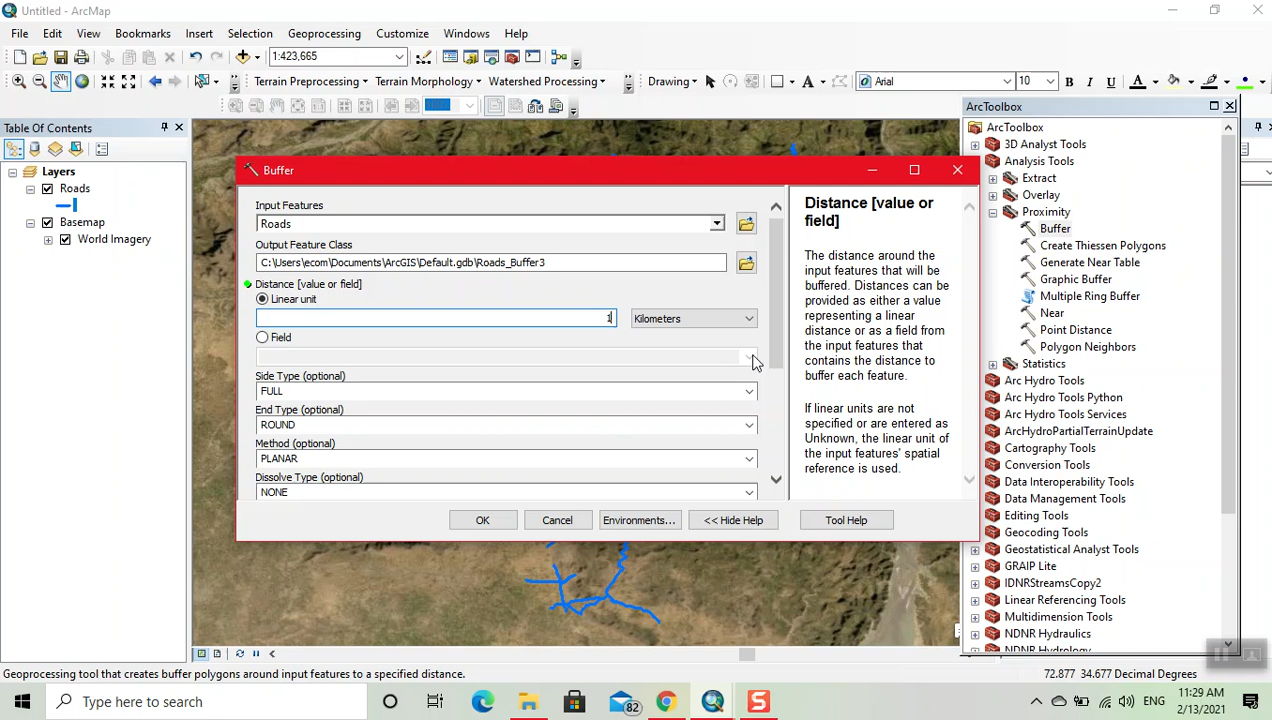 Untitled - ArcMap
File Edit View Bookmarks Insert Selection Geoprocessing Customize Windows Help
1:423,665
Terrain Preprocessing Terrain Morphology Watershed Processing Drawing A Arial 10 B I U A
Table Of Contents
Layers
Roads
Basemap
World Imagery
ArcToolbox
ArcToolbox
3D Analyst Tools
Analysis Tools
Extract
Overlay
Proximity
Buffer
Create Thiessen Polygons
Generate Near Table
Graphic Buffer
Multiple Ring Buffer
Near
Point Distance
Polygon Neighbors
Statistics
Arc Hydro Tools
Arc Hydro Tools Python
Arc Hydro Tools Services
ArcHydroPartialTerrainUpdate
Cartography Tools
Conversion Tools
Data Interoperability Tools
Data Management Tools
Editing Tools
Geocoding Tools
Geostatistical Analyst Tools
GRAIP Lite
IDNRStreamsCopy2
Linear Referencing Tools
Multidimension Tools
NDNR Hydraulics
NDNR Hydrology
Buffer
Input Features
Roads
Output Feature Class
C:\Users\ecom\Documents\ArcGIS\Default.gdb\Roads_Buffer3
Distance [value or field]
Linear unit
1
Kilometers
Field
Side Type (optional)
FULL
End Type (optional)
ROUND
Method (optional)
PLANAR
Dissolve Type (optional)
NONE
OK Cancel Environments... << Hide Help Tool Help
Distance [value or
field]
The distance around the
input features that will be
buffered. Distances can be
provided as either a value
representing a linear
distance or as a field from
the input features that
contains the distance to
buffer each feature.
If linear units are not
specified or are entered as
Unknown, the linear unit of
the input features' spatial
reference is used.
Geoprocessing tool that creates buffer polygons around input features to a specified distance.
72.877 34.677 Decimal Degrees
Type here to search
82
S
ENG
11:29 AM
2/13/2021